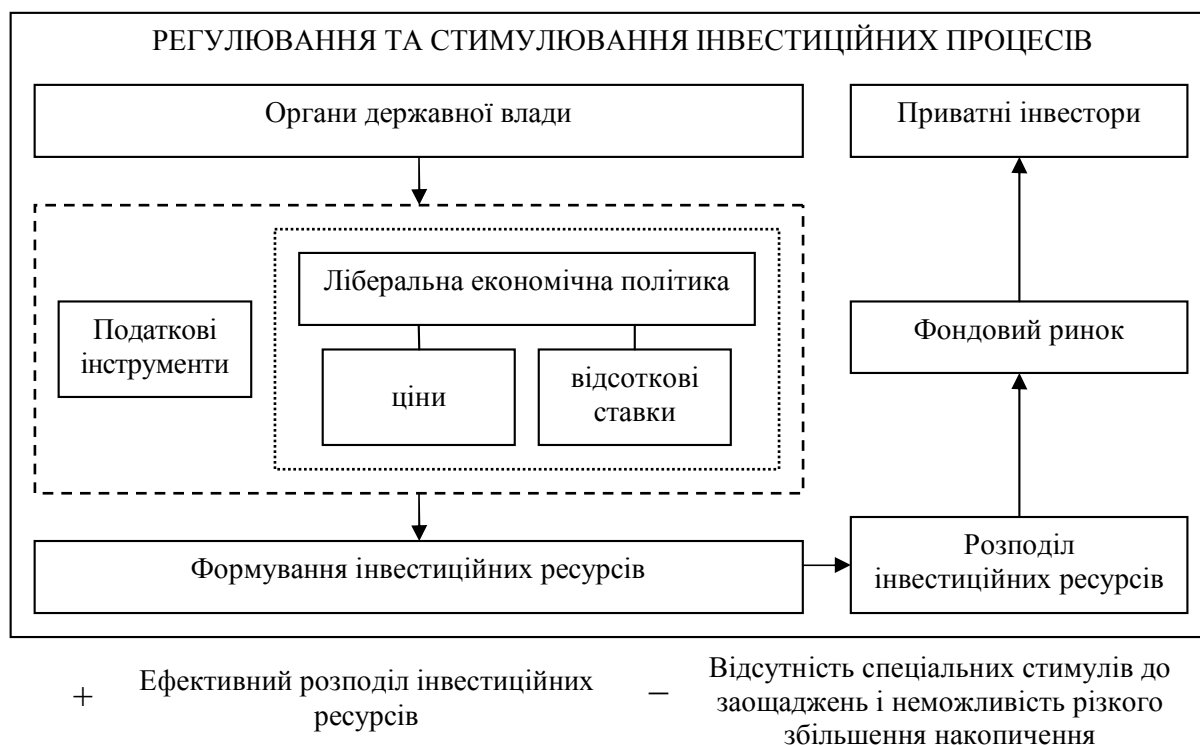 РЕГУЛЮВАННЯ ТА СТИМУЛЮВАННЯ ІНВЕСТИЦІЙНИХ ПРОЦЕСІВ
Органи державної влади
Приватні інвестори
Ліберальна економічна політика
Податкові
інструменти
ціни
відсоткові
ставки
Фондовий ринок
Формування інвестиційних ресурсів
Розподіл
інвестиційних ресурсів
+
Ефективний розподіл інвестиційних
ресурсів
–
Відсутність спеціальних стимулів до
заощаджень і неможливість різкого
збільшення накопичення